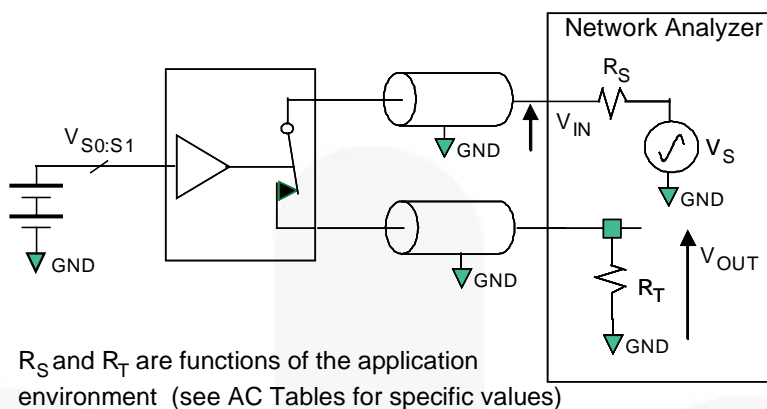 Network Analyzer
R_S
V_S0:S1
GND
V_IN
V_S
GND
GND
GND
V_OUT
R_T
GND
R_S and R_T are functions of the application
environment (see AC Tables for specific values)